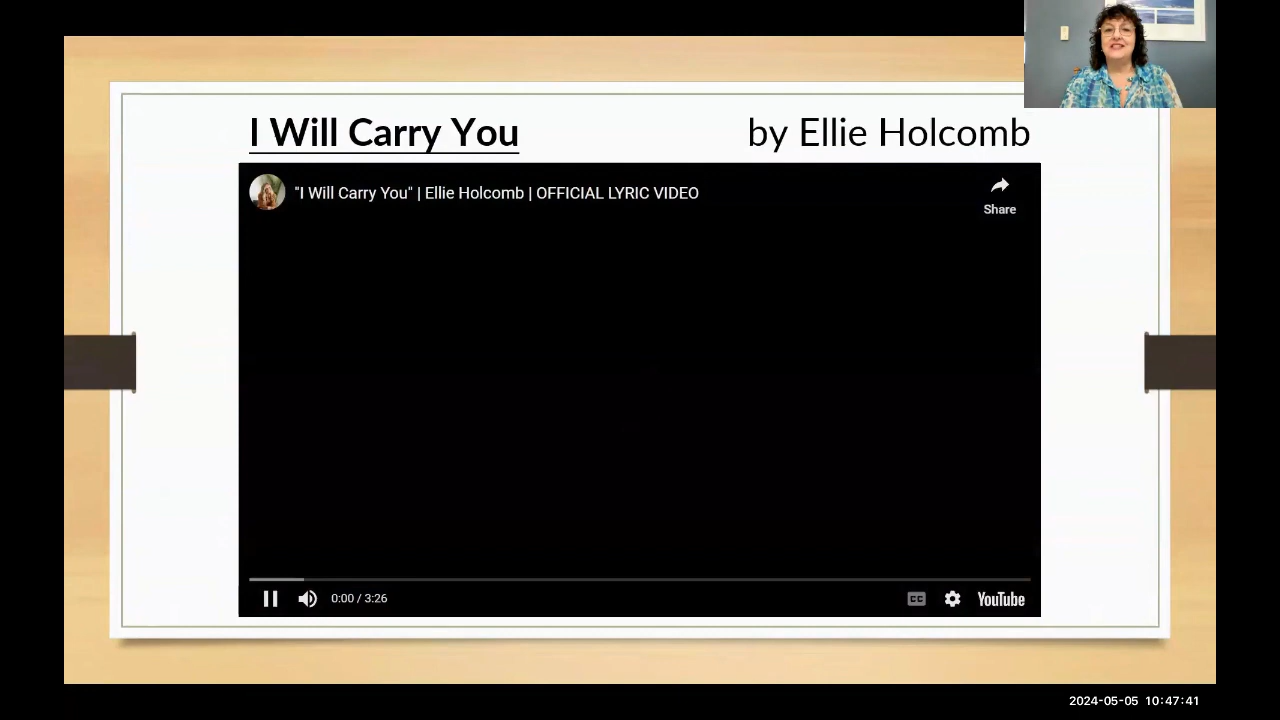 I Will Carry You by Ellie Holcomb
"I Will Carry You" | Ellie Holcomb | OFFICIAL LYRIC VIDEO
Share
0:00 / 3:26
CC
YouTube
2024-05-05 10:47:41